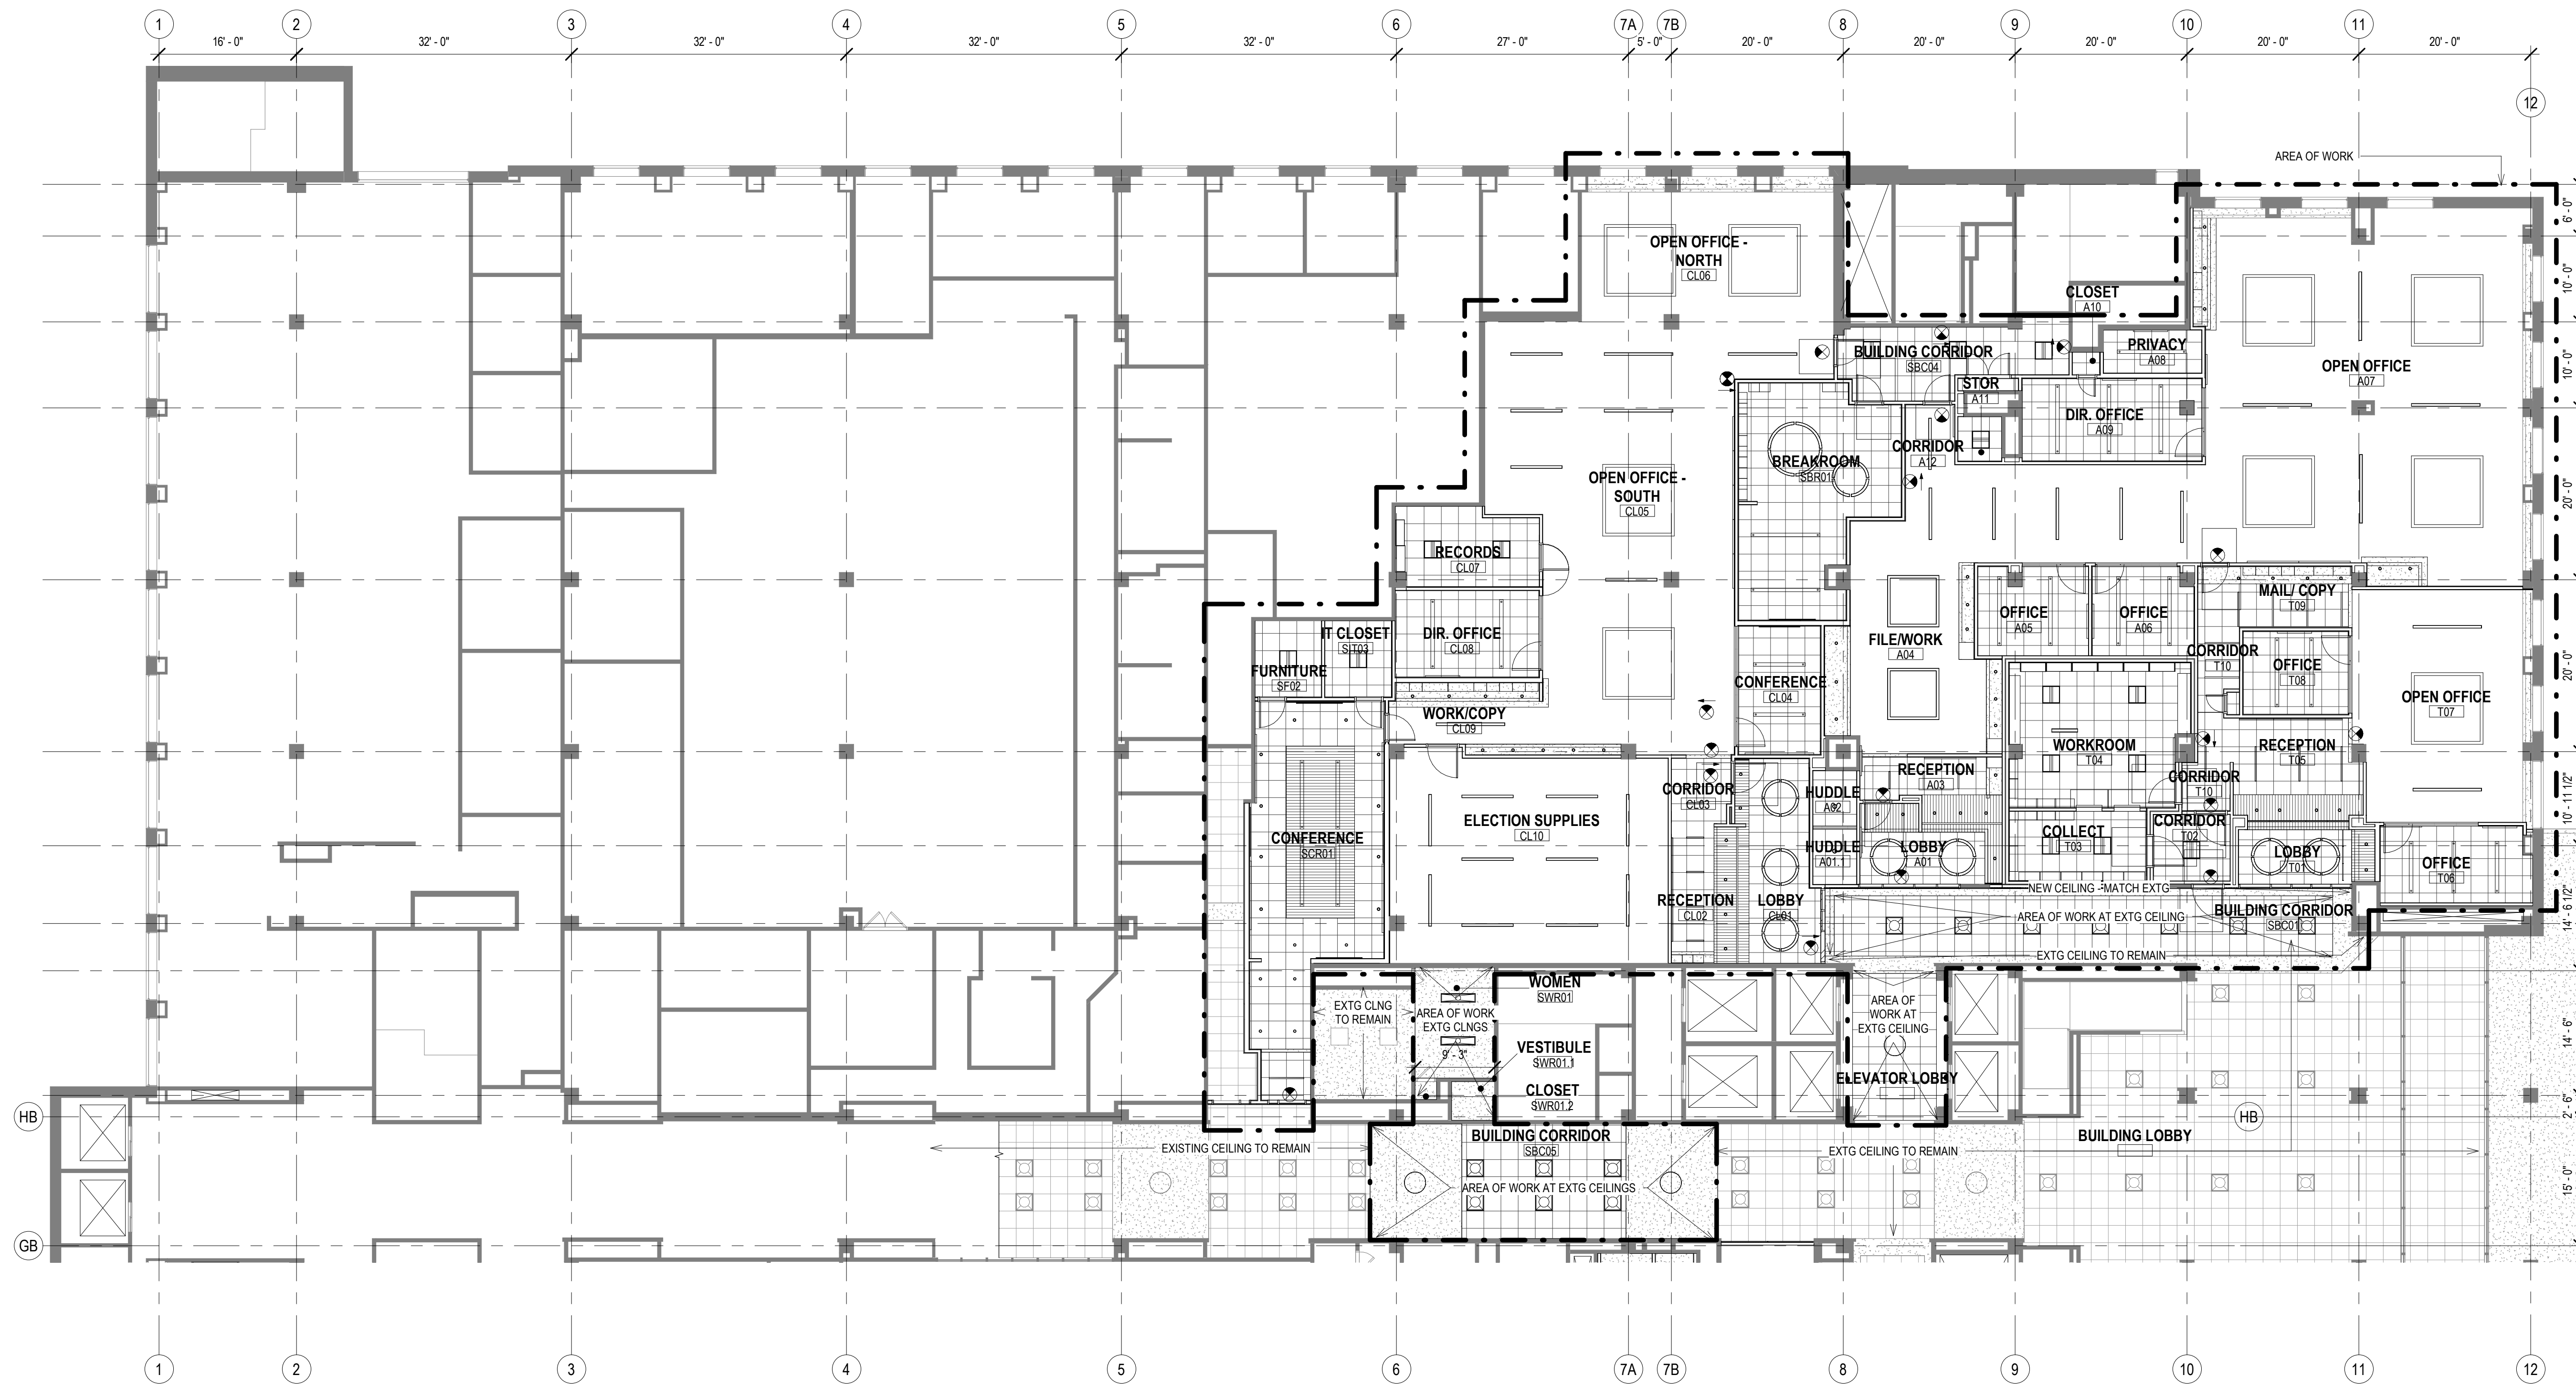 1 2 3 4 5 6 7A 7B 8 9 10 11
16' - 0" 32' - 0" 32' - 0" 32' - 0" 32' - 0" 27' - 0" 5' - 0" 20' - 0" 20' - 0" 20' - 0" 20' - 0" 20' - 0"
12
AREA OF WORK
6' - 0"
10' - 0"
10' - 0"
20' - 0"
20' - 0"
10' - 11 1/2"
14' - 6 1/2"
14' - 6"
2' - 6"
15' - 0"
OPEN OFFICE -
NORTH
CL06
CLOSET
A10
BUILDING CORRIDOR
SBC04
PRIVACY
A08
OPEN OFFICE
A07
STOR
A11
DIR. OFFICE
A09
CORRIDOR
A12
BREAKROOM
SBR01
OPEN OFFICE -
SOUTH
CL05
RECORDS
CL07
DIR. OFFICE
CL08
IT CLOSET
SIT03
FURNITURE
SF02
WORK/COPY
CL09
CONFERENCE
CL04
FILE/WORK
A04
OFFICE
A05
OFFICE
A06
MAIL/ COPY
T09
CORRIDOR
T10
OFFICE
T08
OPEN OFFICE
T07
WORKROOM
T04
RECEPTION
T05
CORRIDOR
T10
RECEPTION
A03
HUDDLE
A02
CORRIDOR
CL03
ELECTION SUPPLIES
CL10
CONFERENCE
SCR01
HUDDLE
A01.1
LOBBY
A01
COLLECT
T03
CORRIDOR
T02
LOBBY
T01
OFFICE
T06
RECEPTION
CL02
LOBBY
CL01
NEW CEILING - MATCH EXTG
AREA OF WORK AT EXTG CEILING
BUILDING CORRIDOR
SBC01
EXTG CEILING TO REMAIN
WOMEN
SWR01
EXTG CLNG
TO REMAIN
AREA OF WORK
EXTG CLNGS
9' - 3"
VESTIBULE
SWR01.1
CLOSET
SWR01.2
AREA OF
WORK AT
EXTG CEILING
ELEVATOR LOBBY
HB
HB
BUILDING CORRIDOR
SBC05
BUILDING LOBBY
EXISTING CEILING TO REMAIN
EXTG CEILING TO REMAIN
AREA OF WORK AT EXTG CEILINGS
GB
1 2 3 4 5 6 7A 7B 8 9 10 11 12